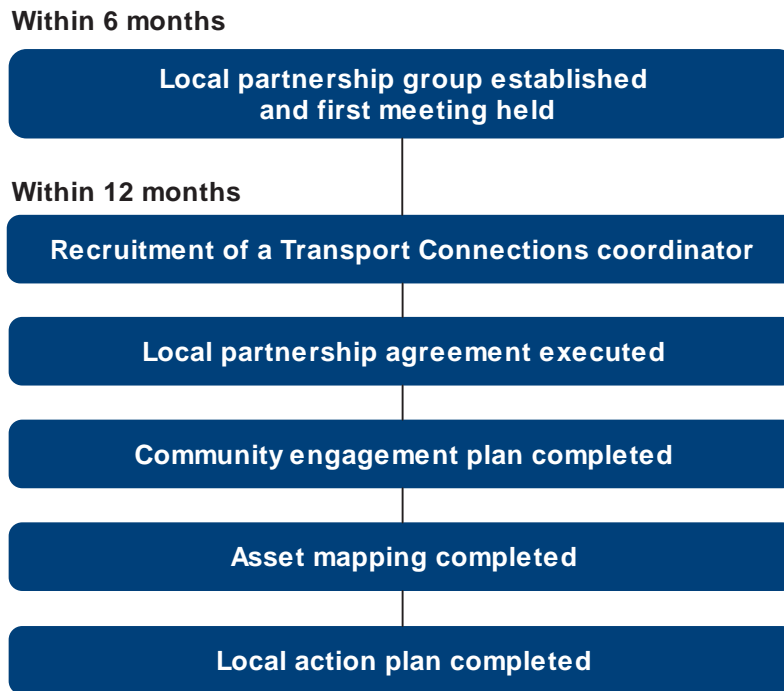 Within 6 months
Local partnership group established
and first meeting held
Within 12 months
Recruitment of a Transport Connections coordinator
Local partnership agreement executed
Community engagement plan completed
Asset mapping completed
Local action plan completed